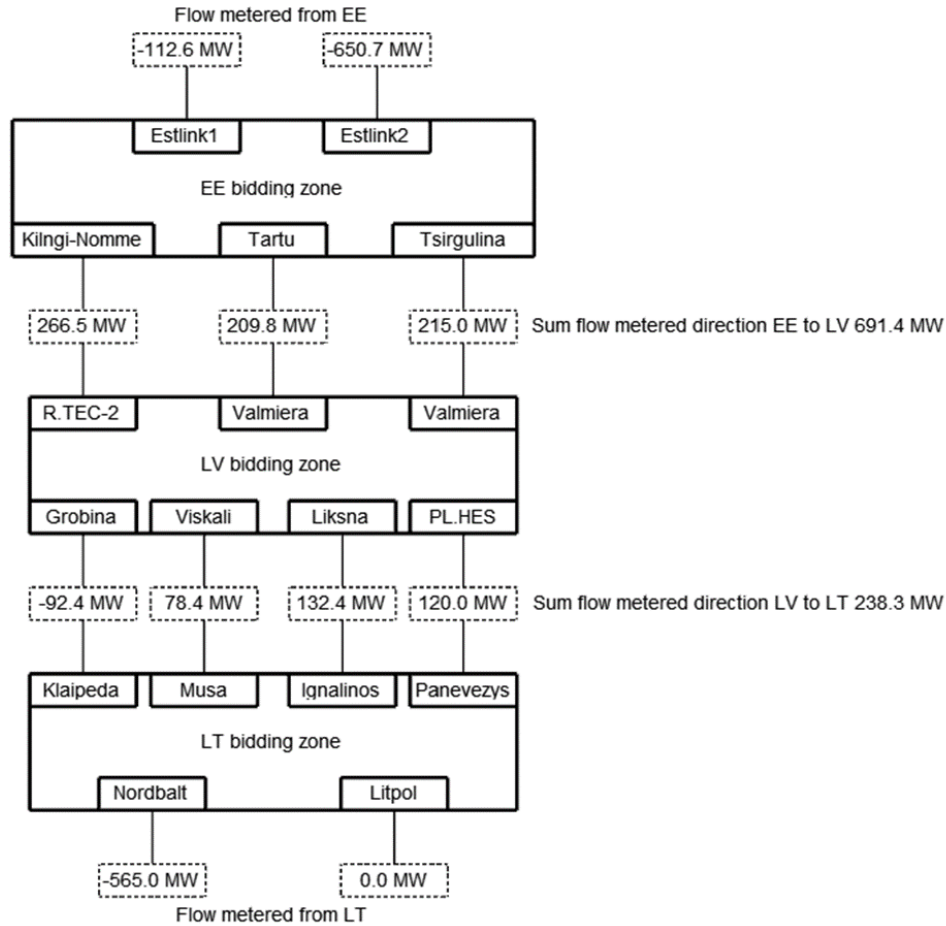 Flow metered from EE
-112.6 MW -650.7 MW
Estlink1 Estlink2
EE bidding zone
Kilngi-Nomme Tartu Tsirgulina
266.5 MW 209.8 MW 215.0 MW Sum flow metered direction EE to LV 691.4 MW
R.TEC-2 Valmiera Valmiera
LV bidding zone
Grobina Viskali Liksna PL.HES
-92.4 MW 78.4 MW 132.4 MW 120.0 MW Sum flow metered direction LV to LT 238.3 MW
Klaipeda Musa Ignalinos Panevezys
LT bidding zone
Nordbalt Litpol
-565.0 MW 0.0 MW
Flow metered from LT